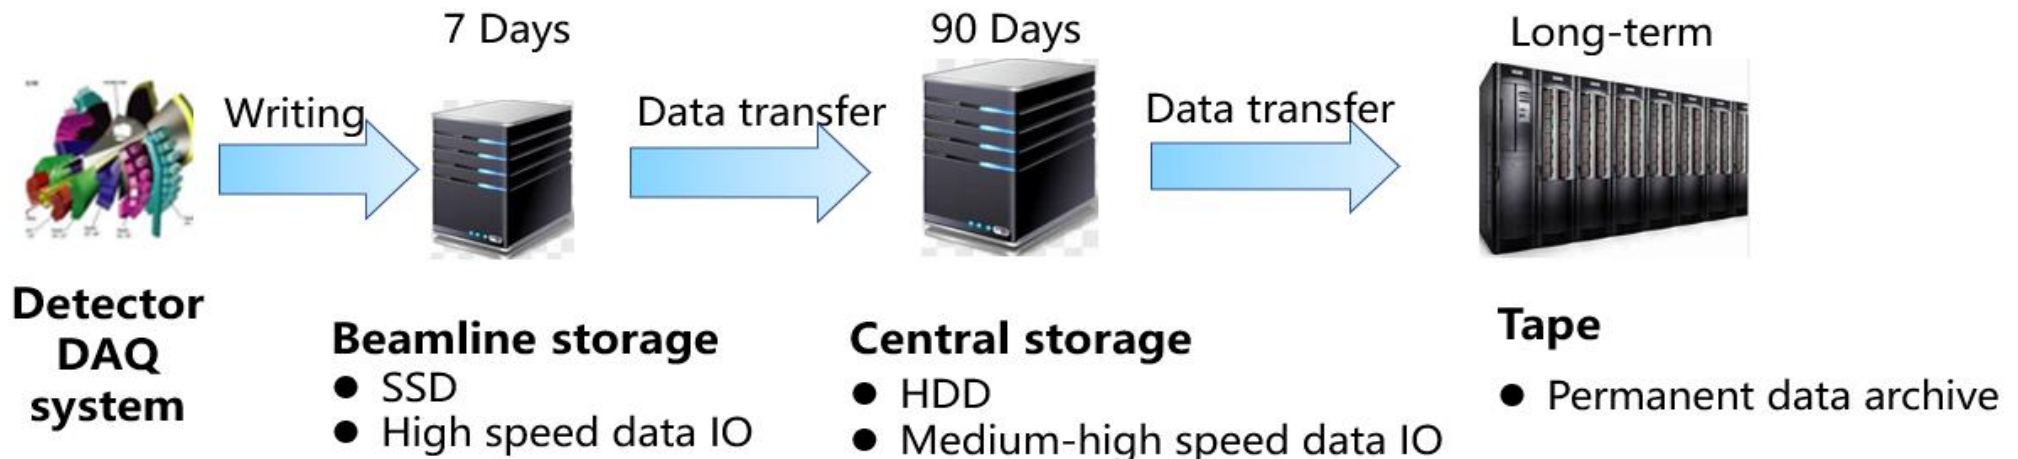 7 Days
90 Days
Long-term
Writing
Data transfer
Data transfer
Detector
DAQ
system
Beamline storage
● SSD
● High speed data IO
Central storage
● HDD
● Medium-high speed data IO
Tape
● Permanent data archive